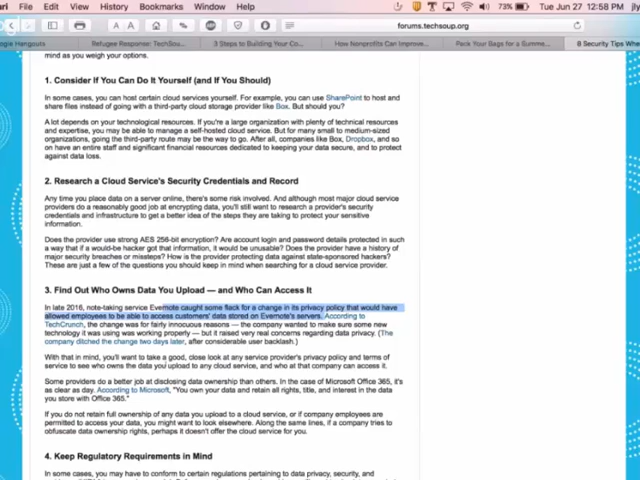 ari File Edit View History Bookmarks Window Help 73% Tue Jun 27 12:58 PM jly
A A forums.techsoup.org
ogle Hangouts Refugee Response: TechSou... 3 Steps to Building Your Co... How Nonprofits Can Improve... Pack Your Bags for a Summe... 8 Security Tips Whe
mind as you weigh your options.
1. Consider if You Can Do It Yourself (and If You Should)
In some cases, you can host certain cloud services yourself. For example, you can use SharePoint to host and
share files instead of going with a third-party cloud storage provider like Box. But should you?
A lot depends on your technological resources. If you're a large organization with plenty of technical resources
and expertise, you may be able to manage a self-hosted cloud service. But for many small to medium-sized
organizations, going the third-party route may be the way to go. After all, companies like Box, Dropbox, and so
on have an entire staff and significant financial resources dedicated to keeping your data secure, and to protect
against data loss.
2. Research a Cloud Service's Security Credentials and Record
Any time you place data on a server online, there's some risk involved. And although most major cloud service
providers do a reasonably good job at encrypting data, you'll still want to research a provider's security
credentials and infrastructure to get a better idea of the steps they are taking to protect your sensitive
information.
Does the provider use strong AES 256-bit encryption? Are account login and password details protected in such
a way that if a would-be hacker got that information, it would be unusable? Does the provider have a history of
major security breaches or missteps? How is the provider protecting data against state-sponsored hackers?
These are just a few of the questions you should keep in mind when searching for a cloud service provider.
3. Find Out Who Owns Data You Upload — and Who Can Access It
In late 2016, note-taking service Evernote caught some flack for a change in its privacy policy that would have
allowed employees to be able to access customers' data stored on Evernote's servers. According to
TechCrunch, the change was for fairly innocuous reasons — the company wanted to make sure some new
technology it was using was working properly — but it raised very real concerns regarding data privacy. (The
company ditched the change two days later, after considerable user backlash.)
With that in mind, you'll want to take a good, close look at any service provider's privacy policy and terms of
service to see who owns the data you upload to any cloud service, and who at that company can access it.
Some providers do a better job at disclosing data ownership than others. In the case of Microsoft Office 365, it's
as clear as day. According to Microsoft, "You own your data and retain all rights, title, and interest in the data
you store with Office 365."
If you do not retain full ownership of any data you upload to a cloud service, or if company employees are
permitted to access your data, you might want to look elsewhere. Along the same lines, if a company tries to
obfuscate data ownership rights, perhaps it doesn't offer the cloud service for you.
4. Keep Regulatory Requirements in Mind
In some cases, you may have to conform to certain regulations pertaining to data privacy, security, and